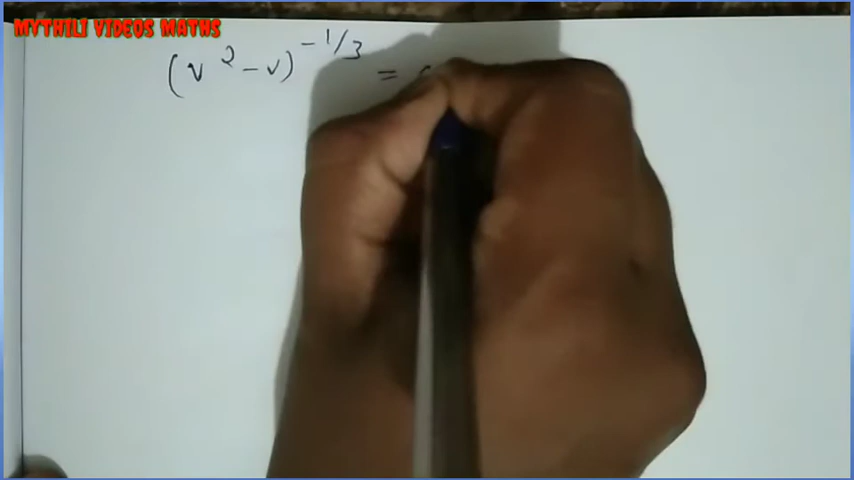 MYTHILI VIDEOS MATHS
(v² - v)^{-1/3} =